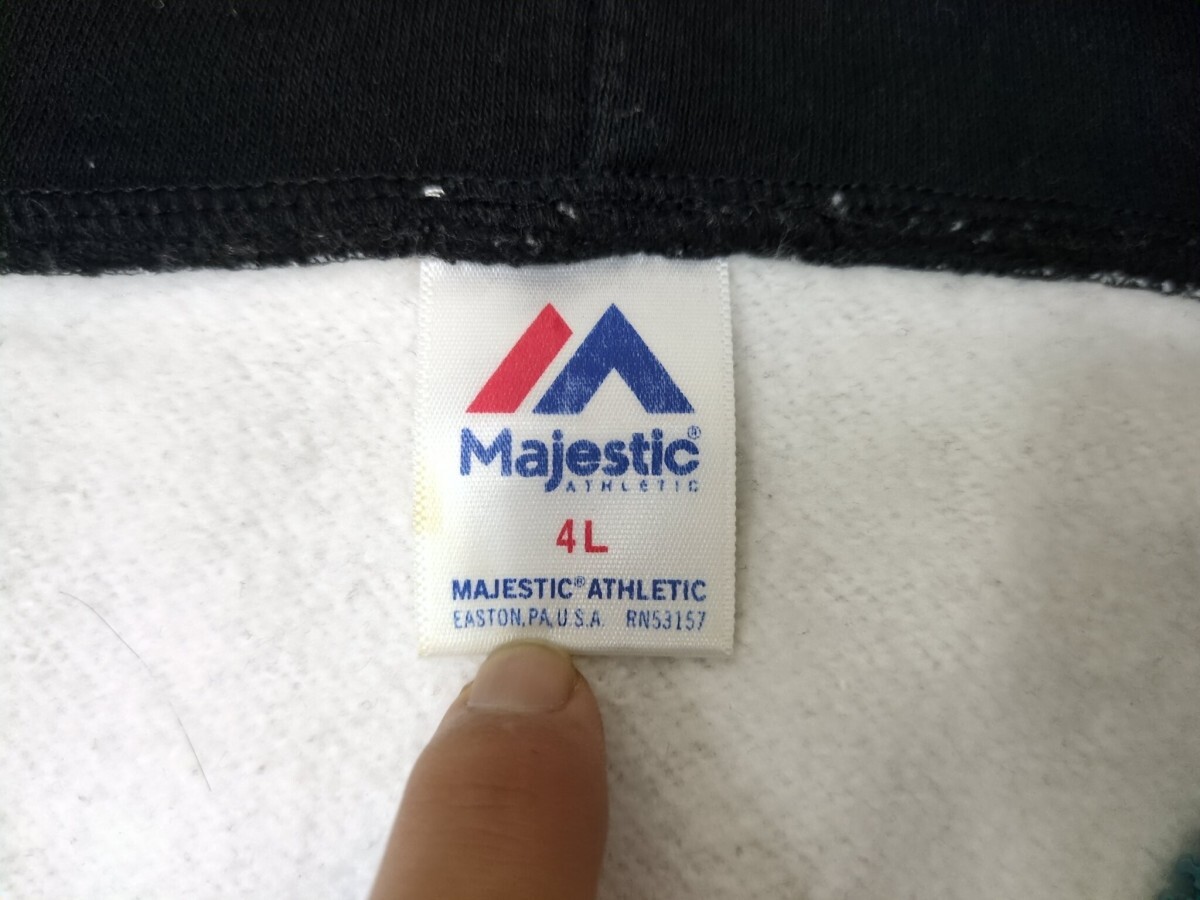 Majestic®
ATHLETIC
4L
MAJESTIC® ATHLETIC
EASTON, PA, U.S.A. RN53157